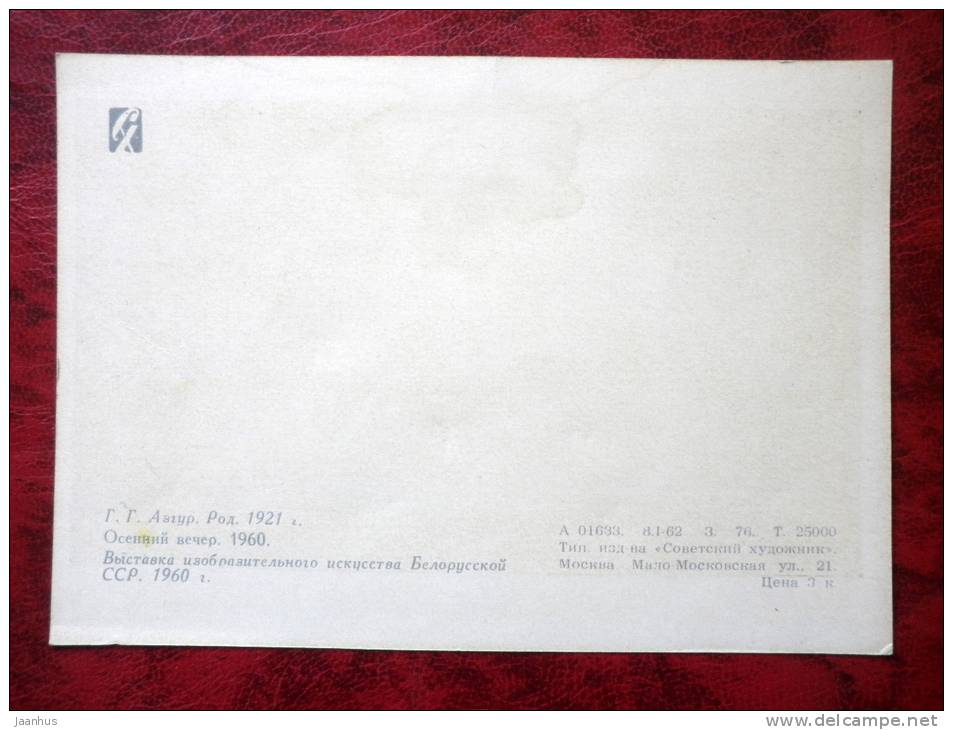 СХ
Г. Г. Азгур. Род. 1921 г.
Осенний вечер. 1960.
Выставка изобразительного искусства Белорусской
ССР. 1960 г.
А 01633. 8.I-62 З. 76. Т. 25000
Тип. изд-ва «Советский художник».
Москва Мало-Московская ул., 21.
Цена 3 к.
Jaanhus
www.delcampe.net